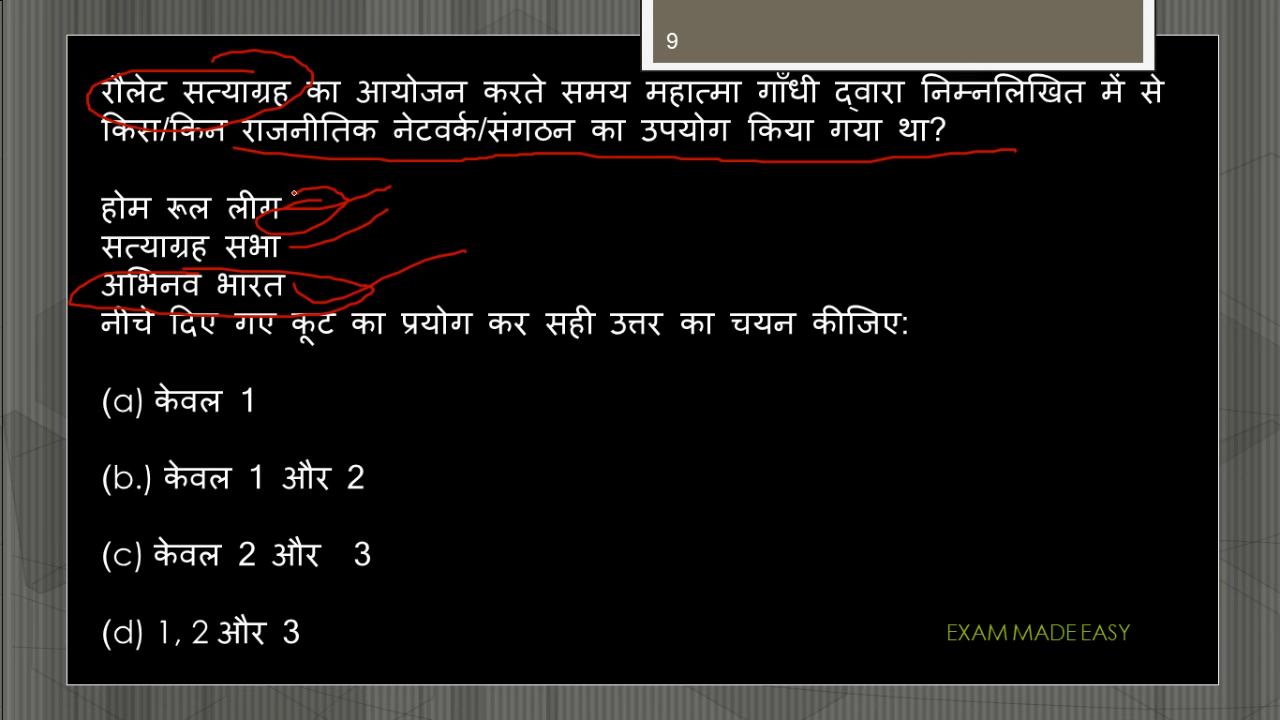 9
रौलेट सत्याग्रह का आयोजन करते समय महात्मा गाँधी द्वारा निम्नलिखित में से
किस/किन राजनीतिक नेटवर्क/संगठन का उपयोग किया गया था?
होम रूल लीग
सत्याग्रह सभा
अभिनव भारत
नीचे दिए गए कूट का प्रयोग कर सही उत्तर का चयन कीजिए:
(a) केवल 1
(b.) केवल 1 और 2
(c) केवल 2 और 3
(d) 1, 2 और 3
EXAM MADE EASY